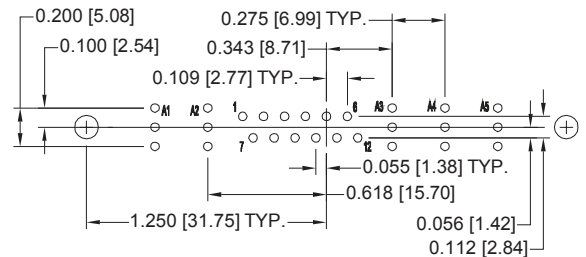 0.200 [5.08]
0.275 [6.99] TYP.
0.100 [2.54]
0.343 [8.71]
0.109 [2.77] TYP.
A1 A2 1 6 A3 A4 A5
7 12
0.055 [1.38] TYP.
0.618 [15.70]
1.250 [31.75] TYP.
0.056 [1.42]
0.112 [2.84]